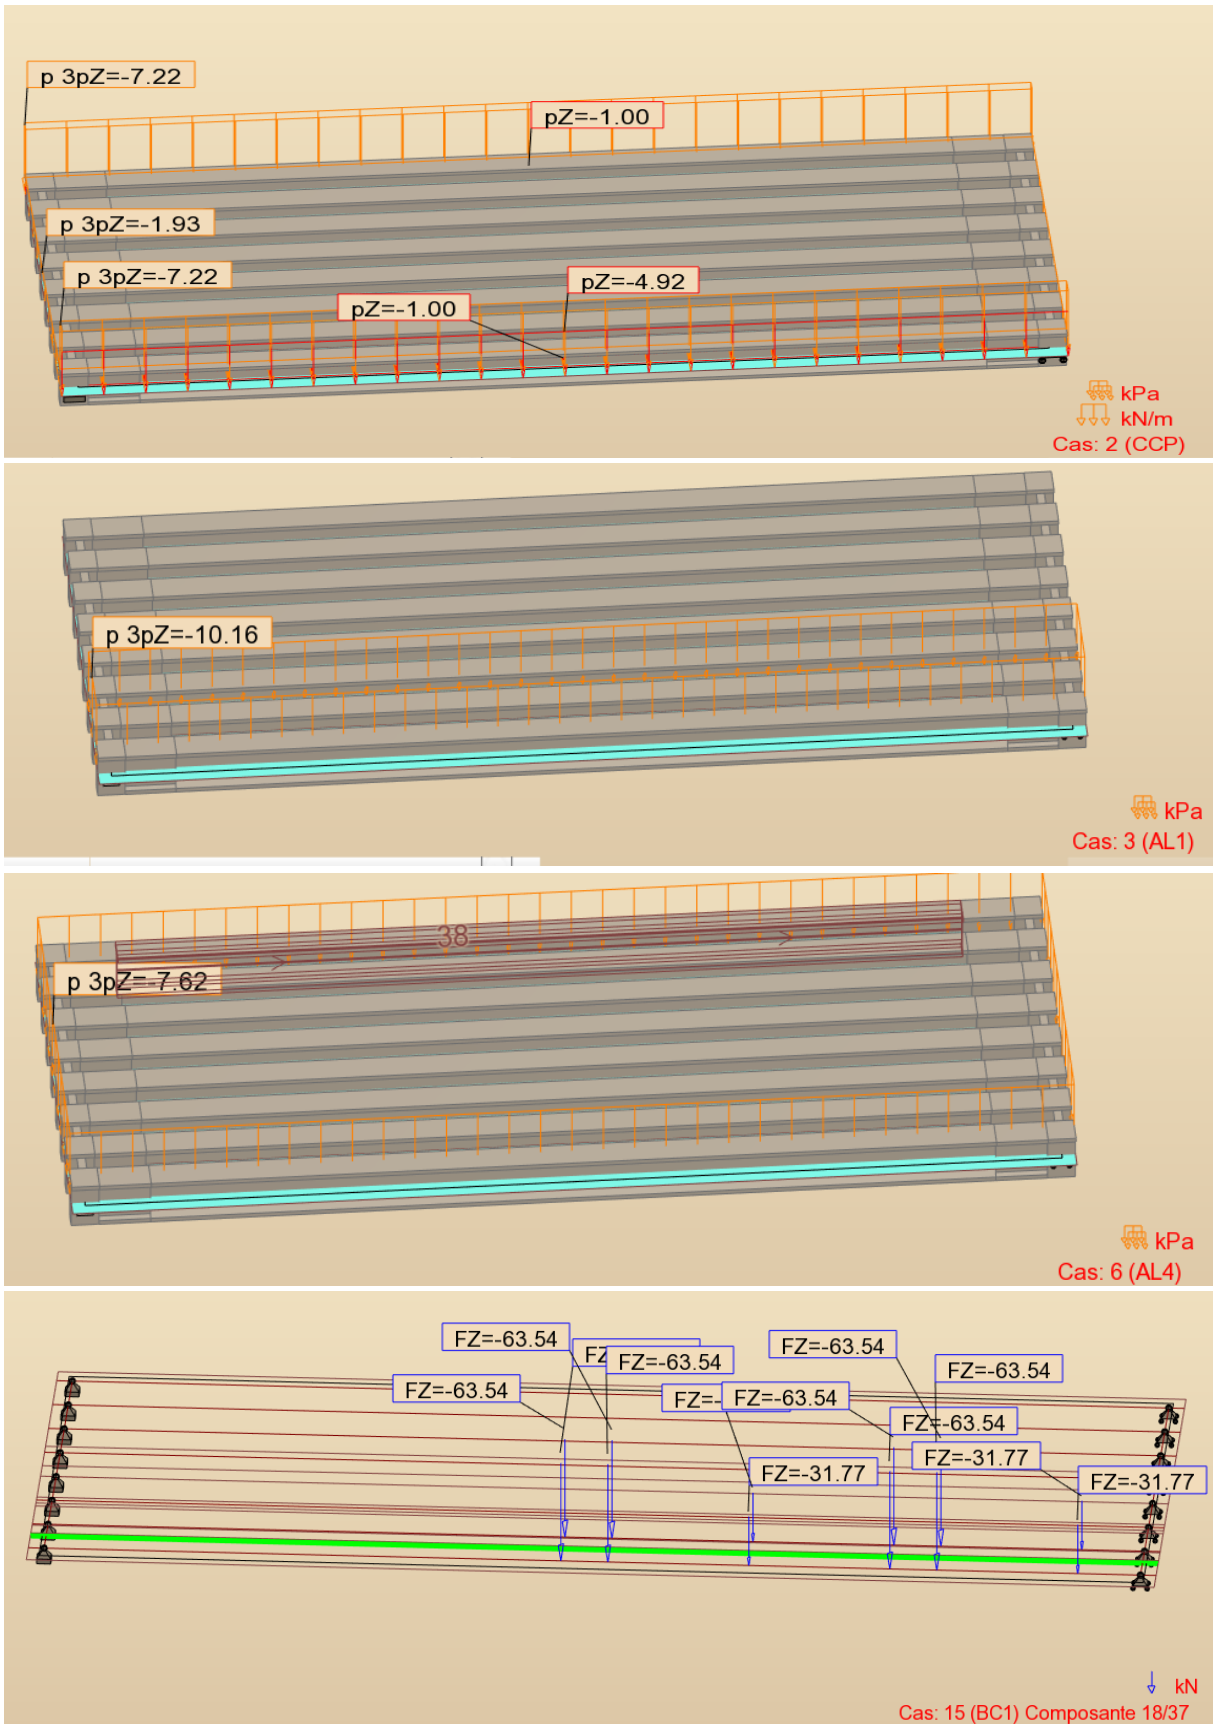 p 3pZ=-7.22
pZ=-1.00
p 3pZ=-1.93
p 3pZ=-7.22
pZ=-4.92
pZ=-1.00
kPa
kN/m
Cas: 2 (CCP)
p 3pZ=-10.16
kPa
Cas: 3 (AL1)
38
p 3pZ=-7.62
kPa
Cas: 6 (AL4)
FZ=-63.54
FZ
FZ=-63.54
FZ=-63.54
FZ=-63.54
FZ=-63.54
FZ=-
FZ=-63.54
FZ=-63.54
FZ=-31.77
FZ=-31.77
FZ=-31.77
kN
Cas: 15 (BC1) Composante 18/37